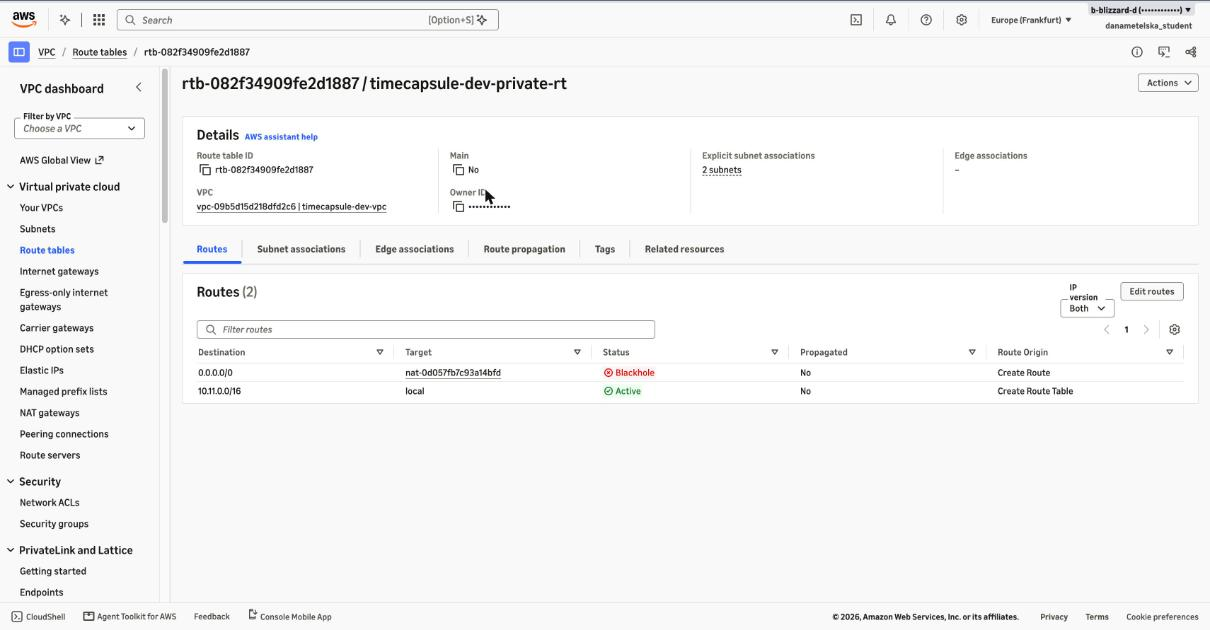 aws
Search [Option+S]
Europe (Frankfurt) ▼
b-blizzard-d (••••••••••••) ▼
danametelska_student
VPC / Route tables / rtb-082f34909fe2d1887
VPC dashboard
Filter by VPC
Choose a VPC
AWS Global View
Virtual private cloud
Your VPCs
Subnets
Route tables
Internet gateways
Egress-only internet
gateways
Carrier gateways
DHCP option sets
Elastic IPs
Managed prefix lists
NAT gateways
Peering connections
Route servers
Security
Network ACLs
Security groups
PrivateLink and Lattice
Getting started
Endpoints
rtb-082f34909fe2d1887 / timecapsule-dev-private-rt
Actions
Details AWS assistant help
Route table ID
rtb-082f34909fe2d1887
VPC
vpc-09b5d15d218dfd2c6 | timecapsule-dev-vpc
Main
No
Owner ID
••••••••••••
Explicit subnet associations
2 subnets
Edge associations
–
Routes Subnet associations Edge associations Route propagation Tags Related resources
Routes (2)
IP
version
Both
Edit routes
Filter routes
1
Destination Target Status Propagated Route Origin
0.0.0.0/0 nat-0d057fb7c93a14bfd Blackhole No Create Route
10.11.0.0/16 local Active No Create Route Table
CloudShell Agent Toolkit for AWS Feedback Console Mobile App
© 2026, Amazon Web Services, Inc. or its affiliates. Privacy Terms Cookie preferences